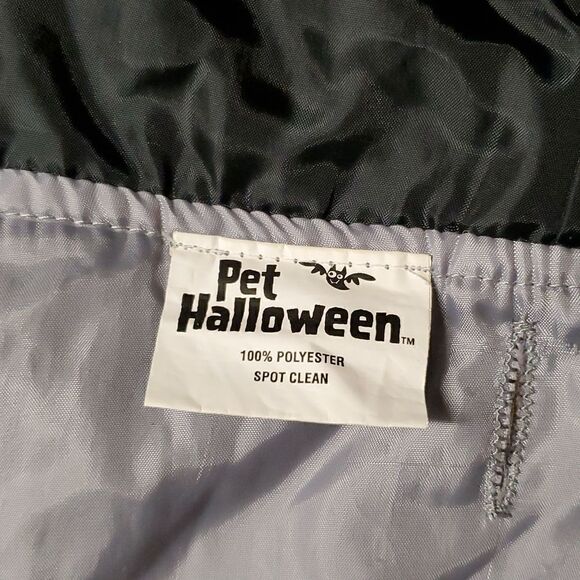 Pet
Halloween™
100% POLYESTER
SPOT CLEAN